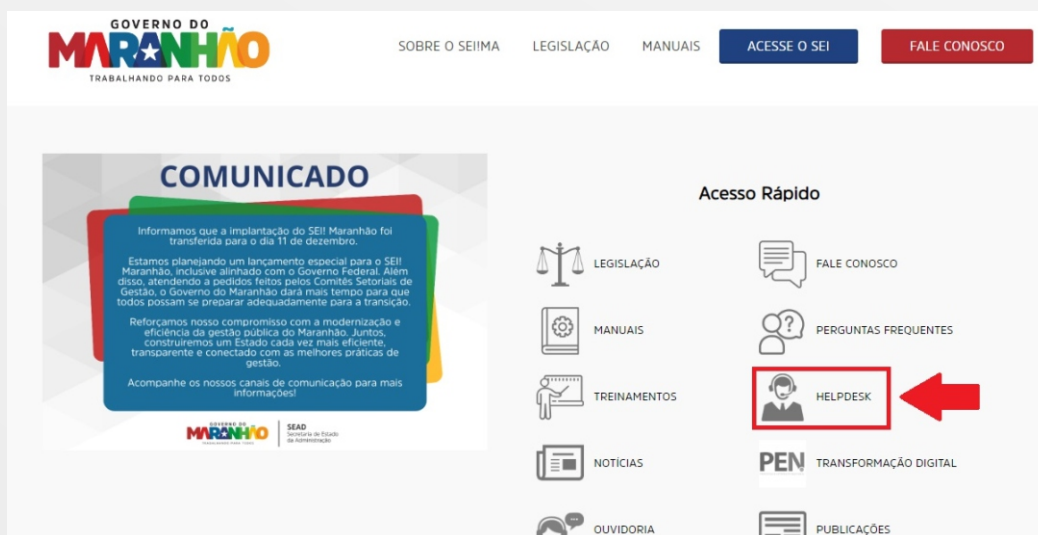 GOVERNO DO
MARANHÃO
TRABALHANDO PARA TODOS
SOBRE O SEI!MA
LEGISLAÇÃO
MANUAIS
ACESSE O SEI
FALE CONOSCO
COMUNICADO
Informamos que a implantação do SEI! Maranhão foi
transferida para o dia 11 de dezembro.
Estamos planejando um lançamento especial para o SEI!
Maranhão, inclusive alinhado com o Governo Federal. Além
disso, atendendo a pedidos feitos pelos Comitês Setoriais de
Gestão, o Governo do Maranhão dará mais tempo para que
todos possam se preparar adequadamente para a transição.
Reforçamos nosso compromisso com a modernização e
eficiência da gestão pública do Maranhão. Juntos,
construiremos um Estado cada vez mais eficiente,
transparente e conectado com as melhores práticas de
gestão.
Acompanhe os nossos canais de comunicação para mais
informações!
GOVERNO DO
MARANHÃO
TRABALHANDO PARA TODOS
SEAD
Secretaria de Estado
da Administração
Acesso Rápido
LEGISLAÇÃO
FALE CONOSCO
MANUAIS
PERGUNTAS FREQUENTES
TREINAMENTOS
HELPDESK
NOTÍCIAS
PEN
TRANSFORMAÇÃO DIGITAL
OUVIDORIA
PUBLICAÇÕES